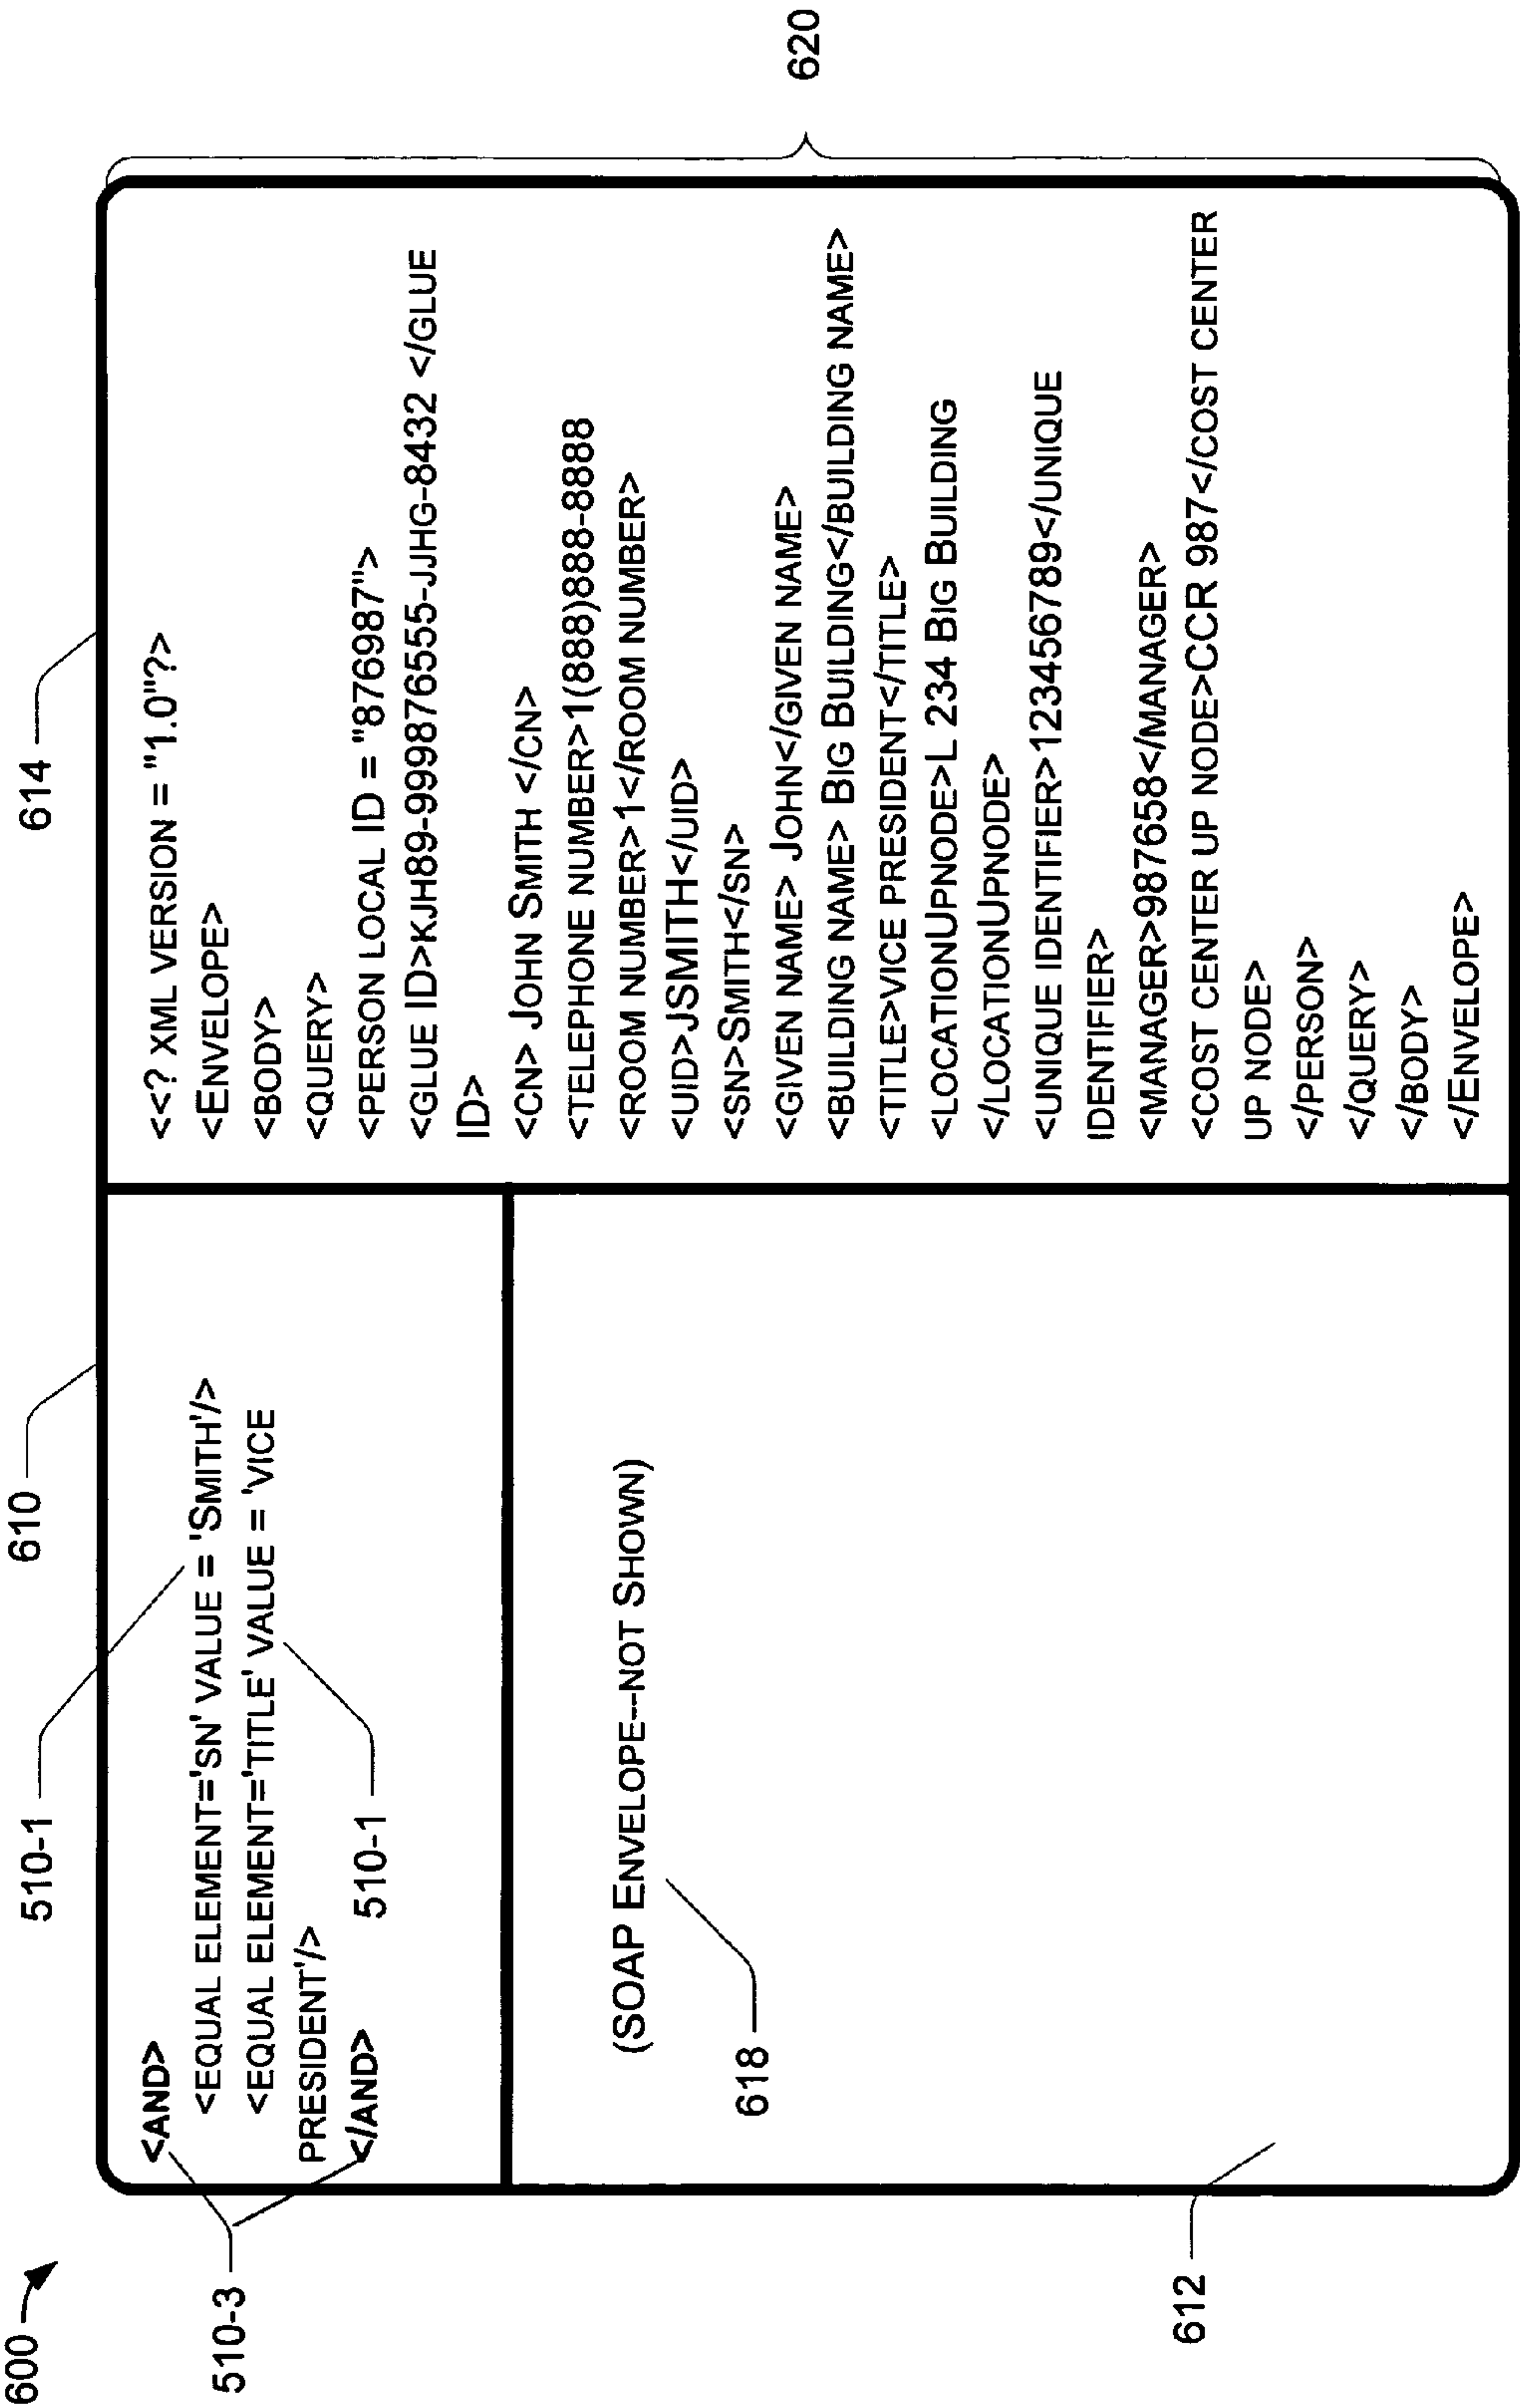 600
510-1
610
614
510-3
<AND>
<EQUAL ELEMENT='SN' VALUE = 'SMITH'/>
<EQUAL ELEMENT='TITLE' VALUE = 'VICE
PRESIDENT'/>
</AND>
510-1
(SOAP ENVELOPE--NOT SHOWN)
618
612
<<? XML VERSION = "1.0"?>
<ENVELOPE>
<BODY>
<QUERY>
<PERSON LOCAL ID = "876987">
<GLUE ID>KJH89-999876555-JJHG-8432 </GLUE
ID>
<CN> JOHN SMITH </CN>
<TELEPHONE NUMBER>1(888)888-8888
<ROOM NUMBER>1</ROOM NUMBER>
<UID>JSMITH</UID>
<SN>SMITH</SN>
<GIVEN NAME> JOHN</GIVEN NAME>
<BUILDING NAME> BIG BUILDING</BUILDING NAME>
<TITLE>VICE PRESIDENT</TITLE>
<LOCATIONUPNODE>L 234 BIG BUILDING
</LOCATIONUPNODE>
<UNIQUE IDENTIFIER>123456789</UNIQUE
IDENTIFIER>
<MANAGER>987658</MANAGER>
<COST CENTER UP NODE>CCR 987</COST CENTER
UP NODE>
</PERSON>
</QUERY>
</BODY>
</ENVELOPE>
620